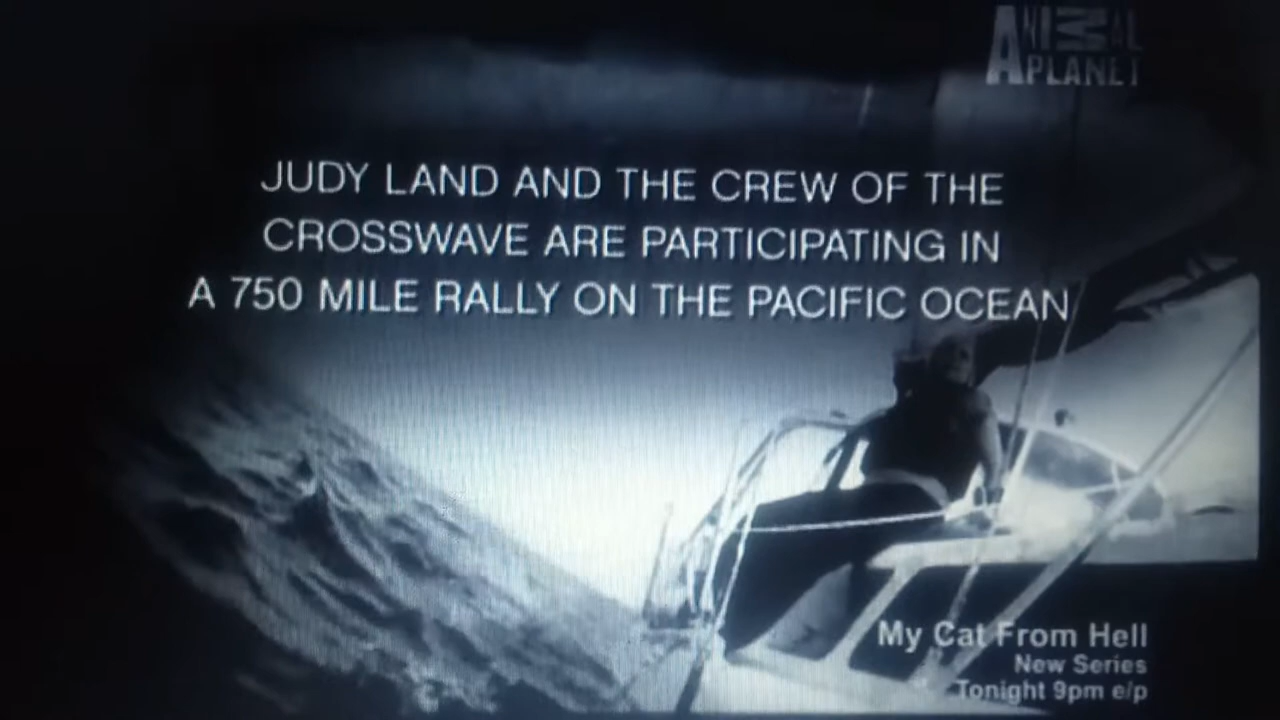 ANIMAL
PLANET
JUDY LAND AND THE CREW OF THE
CROSSWAVE ARE PARTICIPATING IN
A 750 MILE RALLY ON THE PACIFIC OCEAN
My Cat From Hell
New Series
Tonight 9pm e/p